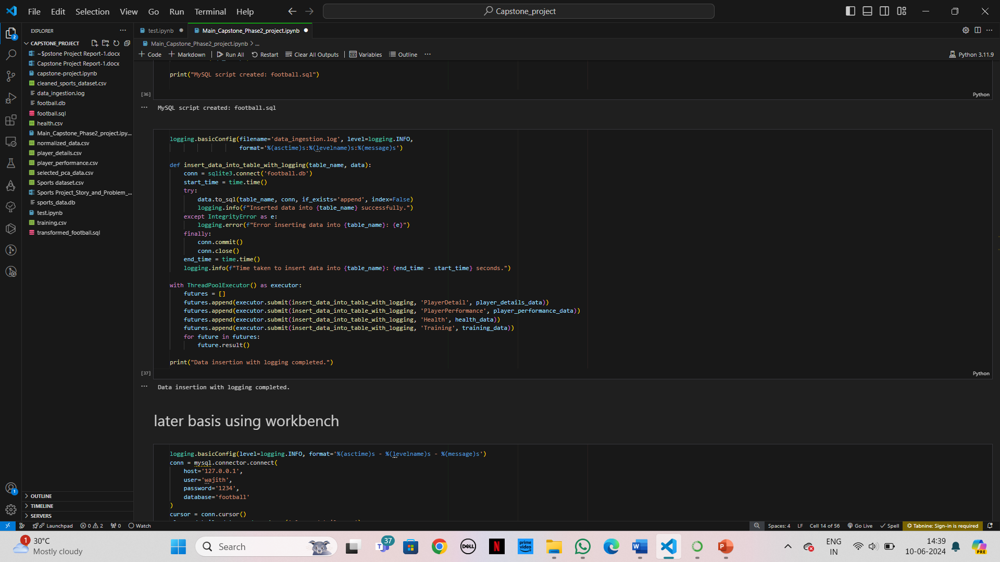 File Edit Selection View Go Run Terminal Help
Capstone_project
EXPLORER
CAPSTONE_PROJECT
~$pstone Project Report-1.docx
Capstone Project Report-1.docx
capstone-project.ipynb
cleaned_sports_dataset.csv
data_ingestion.log
football.db
football.sql
health.csv
Main_Capstone_Phase2_project.ipy...
normalized_data.csv
player_details.csv
player_performance.csv
selected_pca_data.csv
Sports dataset.csv
Sports Project_Story_and_Problem_...
sports_data.db
test.ipynb
training.csv
transformed_football.sql
OUTLINE
TIMELINE
SERVERS
2
1
test.ipynb
Main_Capstone_Phase2_project.ipynb
Main_Capstone_Phase2_project.ipynb > ...
+ Code + Markdown | Run All Restart Clear All Outputs | Variables Outline ...
Python 3.11.9
print("MySQL script created: football.sql")
[36]
Python
MySQL script created: football.sql
logging.basicConfig(filename='data_ingestion.log', level=logging.INFO,
format='%(asctime)s:%(levelname)s:%(message)s')
def insert_data_into_table_with_logging(table_name, data):
conn = sqlite3.connect('football.db')
start_time = time.time()
try:
data.to_sql(table_name, conn, if_exists='append', index=False)
logging.info(f"Inserted data into {table_name} successfully.")
except IntegrityError as e:
logging.error(f"Error inserting data into {table_name}: {e}")
finally:
conn.commit()
conn.close()
end_time = time.time()
logging.info(f"Time taken to insert data into {table_name}: {end_time - start_time} seconds.")
with ThreadPoolExecutor() as executor:
futures = []
futures.append(executor.submit(insert_data_into_table_with_logging, 'PlayerDetail', player_details_data))
futures.append(executor.submit(insert_data_into_table_with_logging, 'PlayerPerformance', player_performance_data))
futures.append(executor.submit(insert_data_into_table_with_logging, 'Health', health_data))
futures.append(executor.submit(insert_data_into_table_with_logging, 'Training', training_data))
for future in futures:
future.result()
print("Data insertion with logging completed.")
[37]
Python
Data insertion with logging completed.
later basis using workbench
logging.basicConfig(level=logging.INFO, format='%(asctime)s - %(levelname)s - %(message)s')
conn = mysql.connector.connect(
host='127.0.0.1',
user='wajith',
password='1234',
database='football'
)
cursor = conn.cursor()
Launchpad 0 2 0 Watch
Spaces: 4 LF Cell 14 of 56 Go Live Spell Tabnine: Sign-in is required
1
30°C
Mostly cloudy
Search
37
DELL
N
prime video
ENG
IN
14:39
10-06-2024
PRE